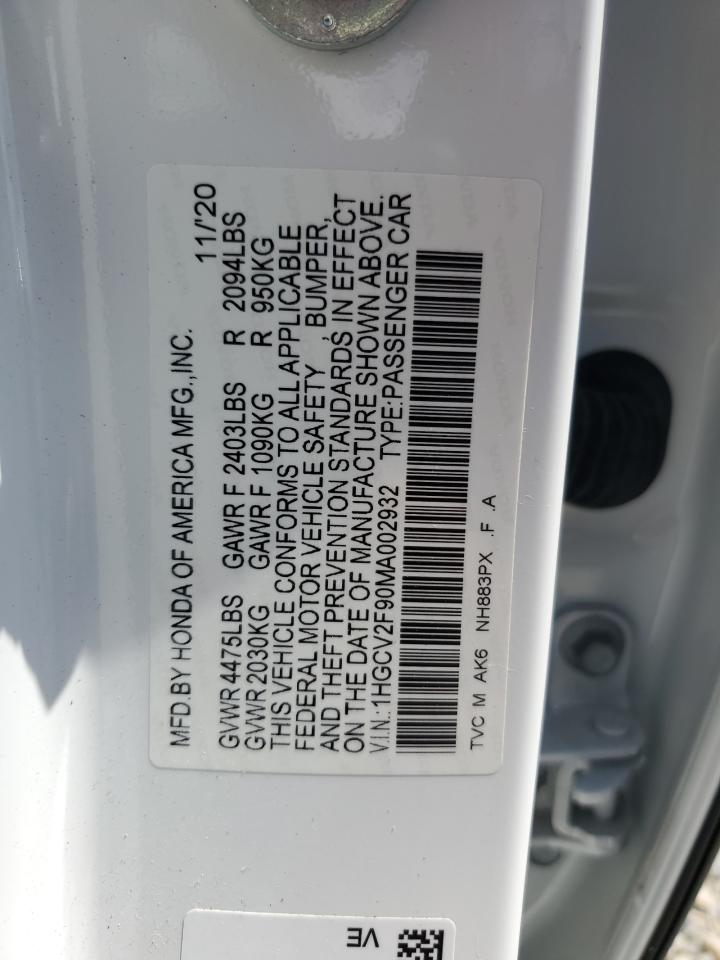 MFD.BY HONDA OF AMERICA MFG.,INC. 11/'20
GVWR 4475LBS GAWR F 2403LBS R 2094LBS
GVWR 2030KG GAWR F 1090KG R 950KG
THIS VEHICLE CONFORMS TO ALL APPLICABLE
FEDERAL MOTOR VEHICLE SAFETY , BUMPER,
AND THEFT PREVENTION STANDARDS IN EFFECT
ON THE DATE OF MANUFACTURE SHOWN ABOVE.
V.I.N.:1HGCV2F90MA002932 TYPE:PASSENGER CAR
TVC M AK6 NH883PX .F .A
VE